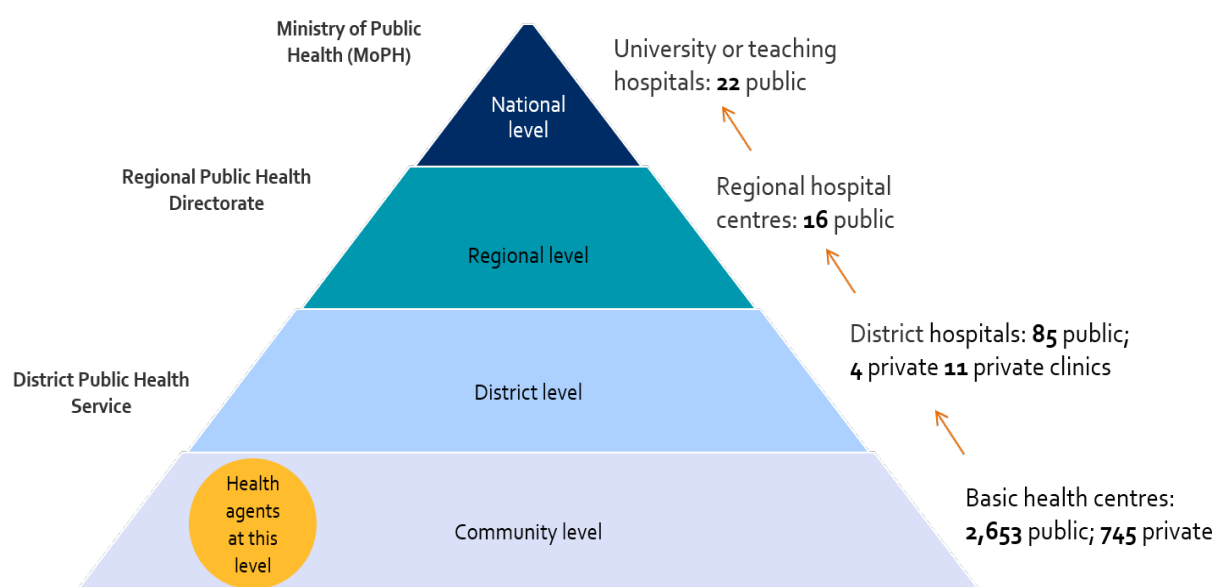 Ministry of Public
Health (MoPH)
University or teaching
hospitals: 22 public
National
level
Regional Public Health
Directorate
Regional hospital
centres: 16 public
Regional level
District hospitals: 85 public;
4 private 11 private clinics
District Public Health
Service
District level
Health
agents
at this
level
Community level
Basic health centres:
2,653 public; 745 private